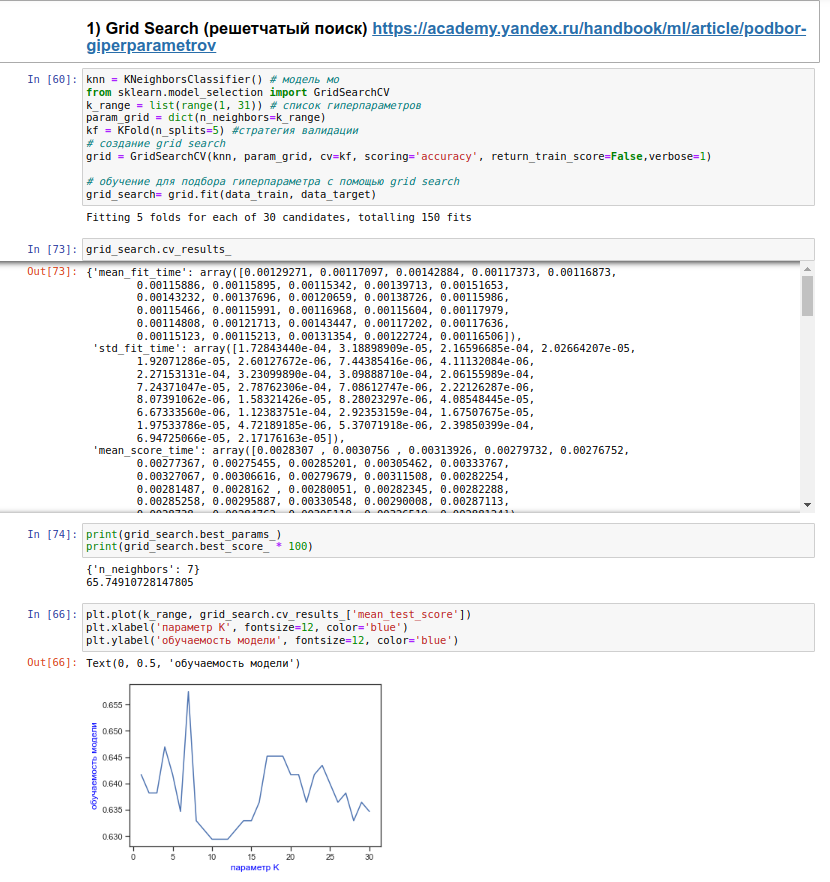 1) Grid Search (решетчатый поиск) https://academy.yandex.ru/handbook/ml/article/podbor-
giperparametrov
In [60]: knn = KNeighborsClassifier() # модель мо
from sklearn.model_selection import GridSearchCV
k_range = list(range(1, 31)) # список гиперпараметров
param_grid = dict(n_neighbors=k_range)
kf = KFold(n_splits=5) #стратегия валидации
# создание grid search
grid = GridSearchCV(knn, param_grid, cv=kf, scoring='accuracy', return_train_score=False,verbose=1)
# обучение для подбора гиперпараметра с помощью grid search
grid_search= grid.fit(data_train, data_target)
Fitting 5 folds for each of 30 candidates, totalling 150 fits
In [73]: grid_search.cv_results_
Out[73]: {'mean_fit_time': array([0.00129271, 0.00117097, 0.00142884, 0.00117373, 0.00116873,
0.00115886, 0.00115895, 0.00115342, 0.00139713, 0.00151653,
0.00143232, 0.00137696, 0.00120659, 0.00138726, 0.00115986,
0.00115466, 0.00115991, 0.00116968, 0.00115604, 0.00117979,
0.00114808, 0.00121713, 0.00143447, 0.00117202, 0.00117636,
0.00115123, 0.00115213, 0.00131354, 0.00122724, 0.00116506]),
'std_fit_time': array([1.72843440e-04, 3.18898909e-05, 2.16596685e-04, 2.02664207e-05,
1.92071286e-05, 2.60127672e-06, 7.44385416e-06, 4.11132084e-06,
2.27153131e-04, 3.23099890e-04, 3.09888710e-04, 2.06155989e-04,
7.24371047e-05, 2.78762306e-04, 7.08612747e-06, 2.22126287e-06,
8.07391062e-06, 1.58321426e-05, 8.28023297e-06, 4.08548445e-05,
6.67333560e-06, 1.12383751e-04, 2.92353159e-04, 1.67507675e-05,
1.97533786e-05, 4.72189185e-06, 5.37071918e-06, 2.39850399e-04,
6.94725066e-05, 2.17176163e-05]),
'mean_score_time': array([0.0028307 , 0.0030756 , 0.00313926, 0.00279732, 0.00276752,
0.00277367, 0.00275455, 0.00285201, 0.00305462, 0.00333767,
0.00327067, 0.00306616, 0.00279679, 0.00311508, 0.00282254,
0.00281487, 0.0028162 , 0.00280051, 0.00282345, 0.00282288,
0.00285258, 0.00295887, 0.00330548, 0.00290008, 0.00287113,
In [74]: print(grid_search.best_params_)
print(grid_search.best_score_ * 100)
{'n_neighbors': 7}
65.74910728147805
In [66]: plt.plot(k_range, grid_search.cv_results_['mean_test_score'])
plt.xlabel('параметр K', fontsize=12, color='blue')
plt.ylabel('обучаемость модели', fontsize=12, color='blue')
Out[66]: Text(0, 0.5, 'обучаемость модели')
обучаемость модели
0.655
0.650
0.645
0.640
0.635
0.630
0 5 10 15 20 25 30
параметр K